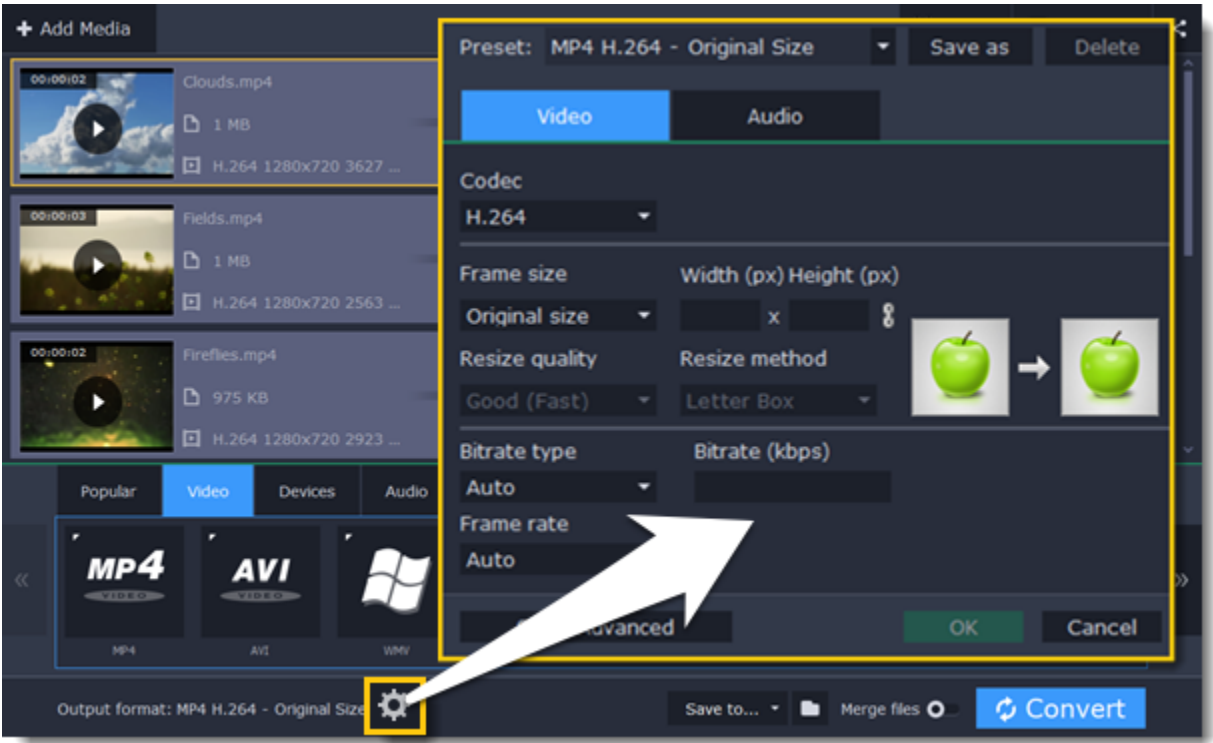 Add Media
00:00:02
Clouds.mp4
1 MB
H.264 1280x720 3627 ...
00:00:03
Fields.mp4
1 MB
H.264 1280x720 2563 ...
00:00:02
Fireflies.mp4
975 KB
H.264 1280x720 2923 ...
Preset: MP4 H.264 - Original Size
Save as
Delete
Video
Audio
Codec
H.264
Frame size
Width (px) Height (px)
Original size
x
Resize quality
Resize method
Good (Fast)
Letter Box
Bitrate type
Bitrate (kbps)
Auto
Frame rate
Auto
Advanced
OK
Cancel
Popular
Video
Devices
Audio
MP4
VIDEO
MP4
AVI
VIDEO
AVI
WMV
Output format: MP4 H.264 - Original Size
Save to...
Merge files
Convert